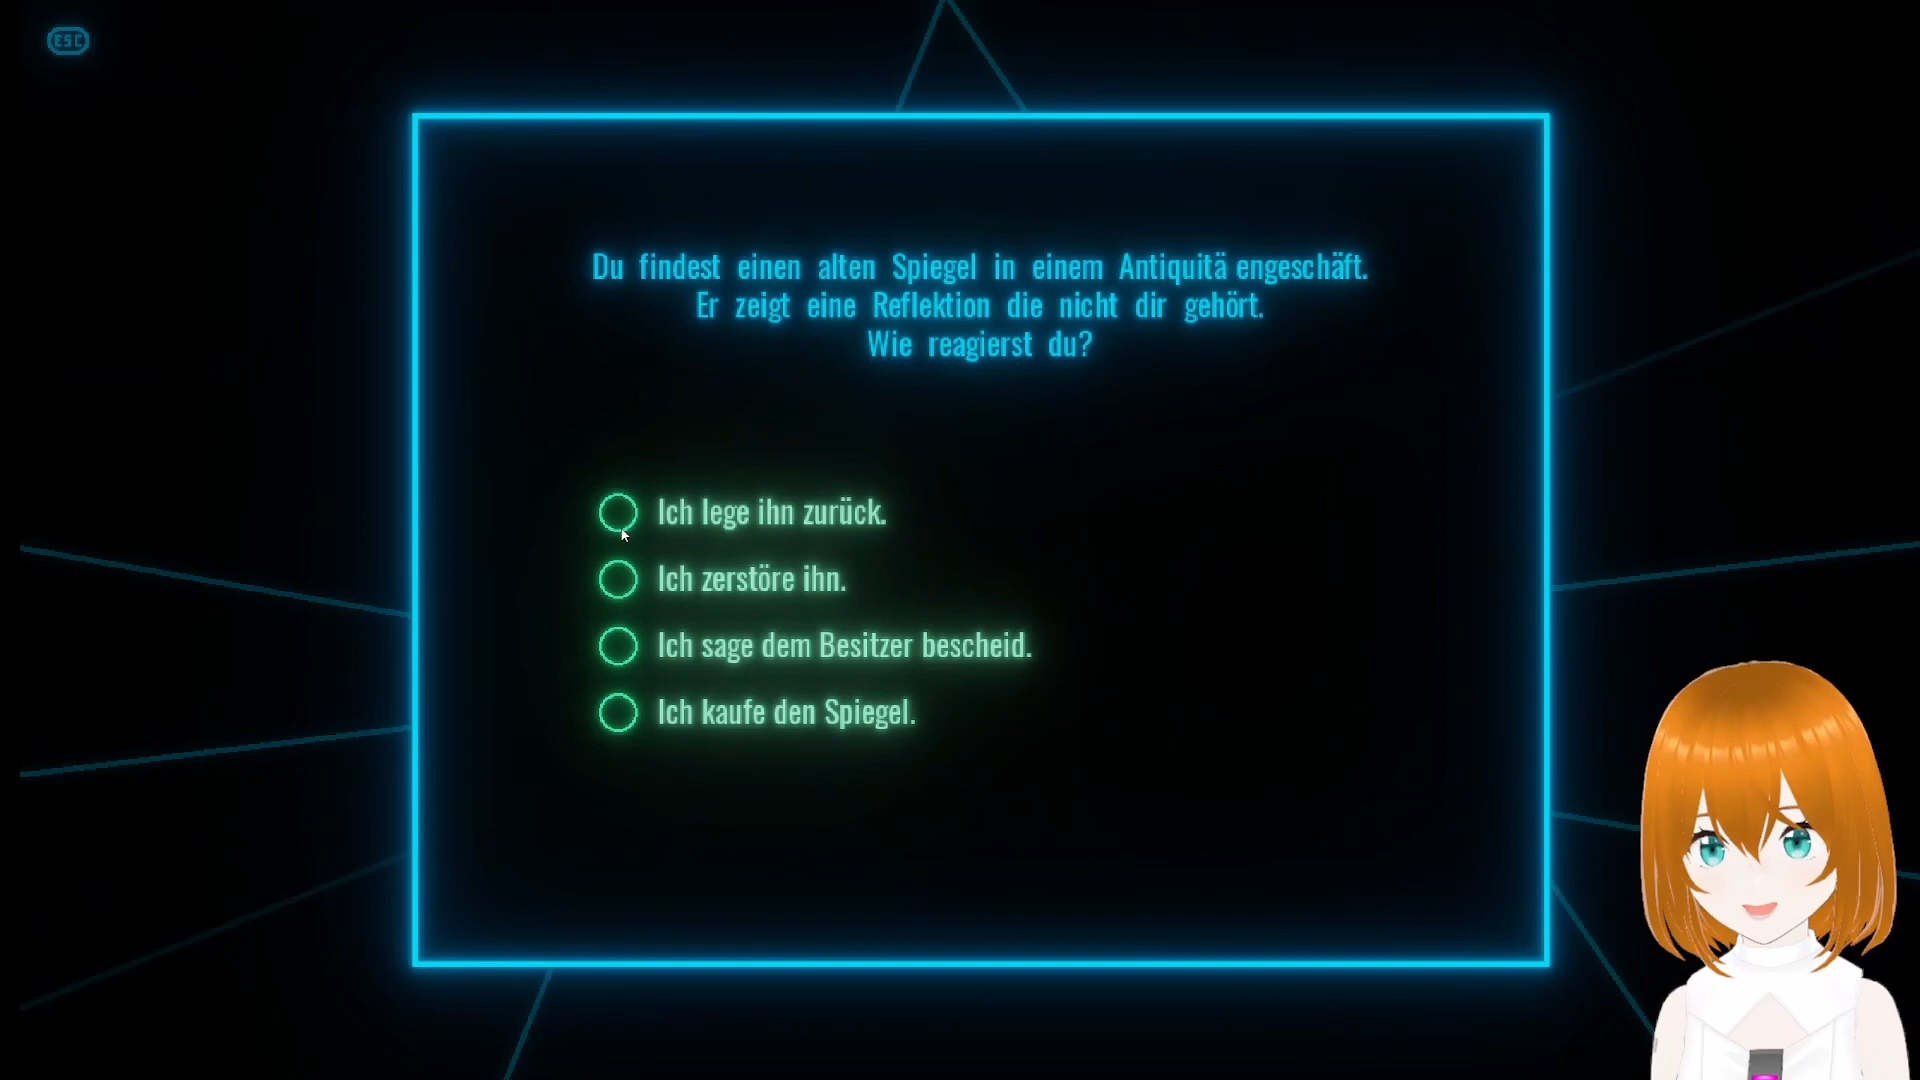 ESC
Du findest einen alten Spiegel in einem Antiquitä engeschäft.
Er zeigt eine Reflektion die nicht dir gehört.
Wie reagierst du?
Ich lege ihn zurück.
Ich zerstöre ihn.
Ich sage dem Besitzer bescheid.
Ich kaufe den Spiegel.